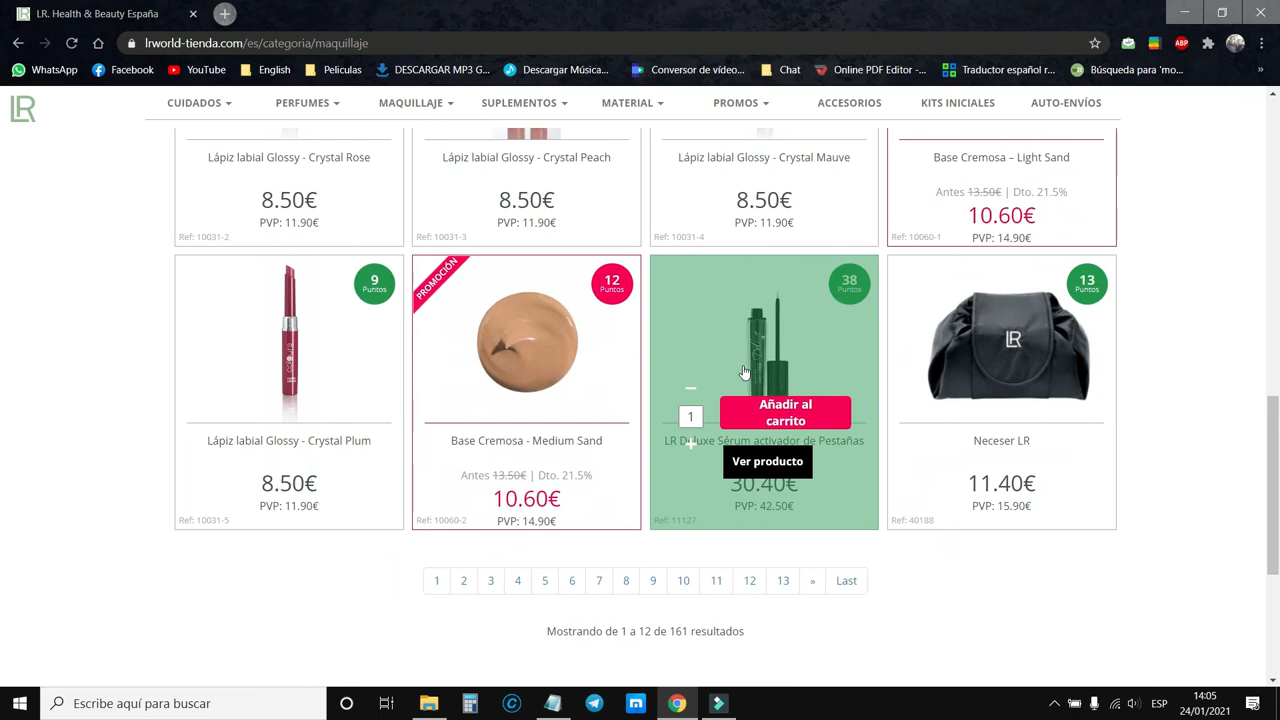 LR. Health & Beauty España
lrworld-tienda.com/es/categoria/maquillaje
ABP
WhatsApp
Facebook
YouTube
English
Peliculas
DESCARGAR MP3 G...
Descargar Música...
Conversor de vídeo...
Chat
Online PDF Editor -...
Traductor español r...
Búsqueda para 'mo...
»
LR
CUIDADOS
PERFUMES
MAQUILLAJE
SUPLEMENTOS
MATERIAL
PROMOS
ACCESORIOS
KITS INICIALES
AUTO-ENVÍOS
Lápiz labial Glossy - Crystal Rose
8.50€
PVP: 11.90€
Ref: 10031-2
Lápiz labial Glossy - Crystal Peach
8.50€
PVP: 11.90€
Ref: 10031-3
Lápiz labial Glossy - Crystal Mauve
8.50€
PVP: 11.90€
Ref: 10031-4
Base Cremosa – Light Sand
Antes 13.50€ | Dto. 21.5%
10.60€
PVP: 14.90€
Ref: 10060-1
9
Puntos
colours
Lápiz labial Glossy - Crystal Plum
8.50€
PVP: 11.90€
Ref: 10031-5
PROMOCIÓN
12
Puntos
Base Cremosa - Medium Sand
Antes 13.50€ | Dto. 21.5%
10.60€
PVP: 14.90€
Ref: 10060-2
38
Puntos
1
Añadir al
carrito
LR Deluxe Sérum activador de Pestañas
Ver producto
30.40€
PVP: 42.50€
Ref: 11127
13
Puntos
LR
Neceser LR
11.40€
PVP: 15.90€
Ref: 40188
1 2 3 4 5 6 7 8 9 10 11 12 13 » Last
Mostrando de 1 a 12 de 161 resultados
Escribe aquí para buscar
ESP
14:05
24/01/2021